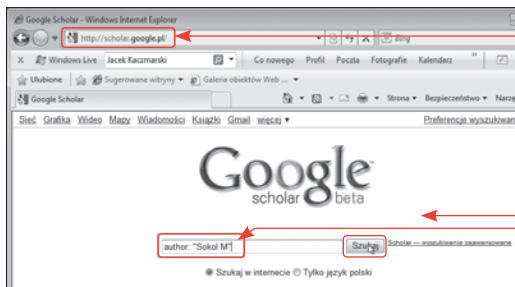 Google Scholar - Windows Internet Explorer
http://scholar.google.pl/
Bing
x Windows Live Jacek Kaczmarski Co nowego Profil Poczta Fotografie Kalendarz »
Ulubione Sugerowane witryny Galeria obiektów Web ...
Google Scholar Strona Bezpieczeństwo Narzę
Sieć Grafika Wideo Mapy Wiadomości Książki Gmail więcej Preferencje wyszukiwani
Google
scholar beta
author: "Sokol M" Szukaj Scholar — wyszukiwanie zaawansowane
Szukaj w internecie Tylko język polski